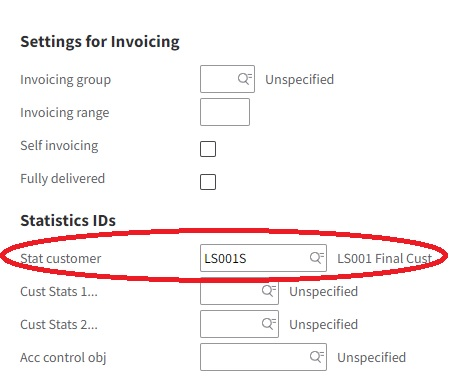 Settings for Invoicing
Invoicing group Unspecified
Invoicing range
Self invoicing
Fully delivered
Statistics IDs
Stat customer LS001S LS001 Final Cust
Cust Stats 1... Unspecified
Cust Stats 2... Unspecified
Acc control obj Unspecified